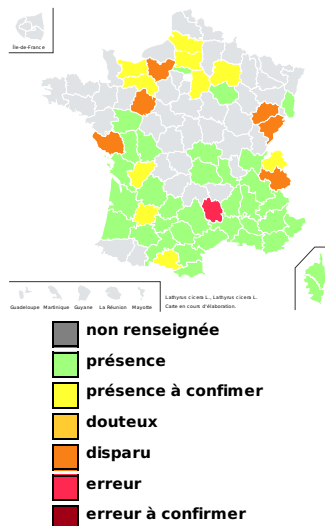 Île-de-France
Guadeloupe Martinique Guyane La Réunion Mayotte
Lathyrus cicera L., Lathyrus cicera L.
Carte en cours d'élaboration.
non renseignée
présence
présence à confimer
douteux
disparu
erreur
erreur à confirmer